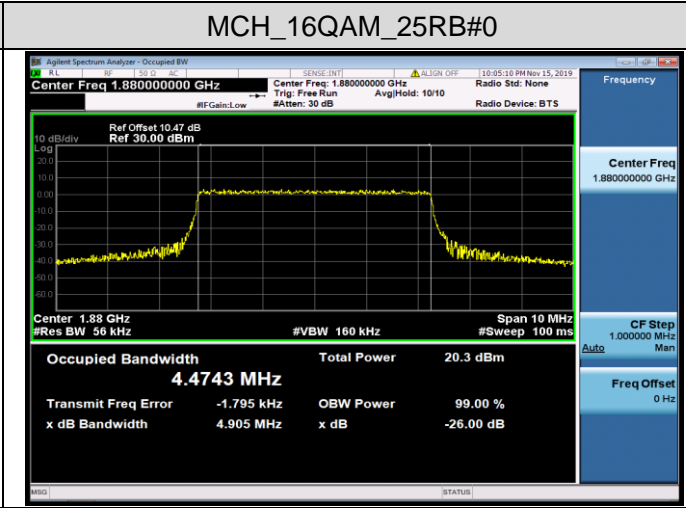 MCH_16QAM_25RB#0
Agilent Spectrum Analyzer - Occupied BW
RL RF 50 Ω AC SENSE:INT ALIGN OFF 10:05:10 PM Nov 15, 2019
Center Freq 1.880000000 GHz
Center Freq: 1.880000000 GHz Radio Std: None
Trig: Free Run Avg|Hold: 10/10
#IFGain:Low #Atten: 30 dB Radio Device: BTS
Frequency
Ref Offset 10.47 dB
10 dB/div Ref 30.00 dBm
Log
20.0
10.0
0.00
-10.0
-20.0
-30.0
-40.0
-50.0
-60.0
Center 1.88 GHz Span 10 MHz
#Res BW 56 kHz #VBW 160 kHz #Sweep 100 ms
Occupied Bandwidth Total Power 20.3 dBm
4.4743 MHz
Transmit Freq Error -1.795 kHz OBW Power 99.00 %
x dB Bandwidth 4.905 MHz x dB -26.00 dB
Center Freq
1.880000000 GHz
CF Step
1.000000 MHz
Auto Man
Freq Offset
0 Hz
MSG STATUS